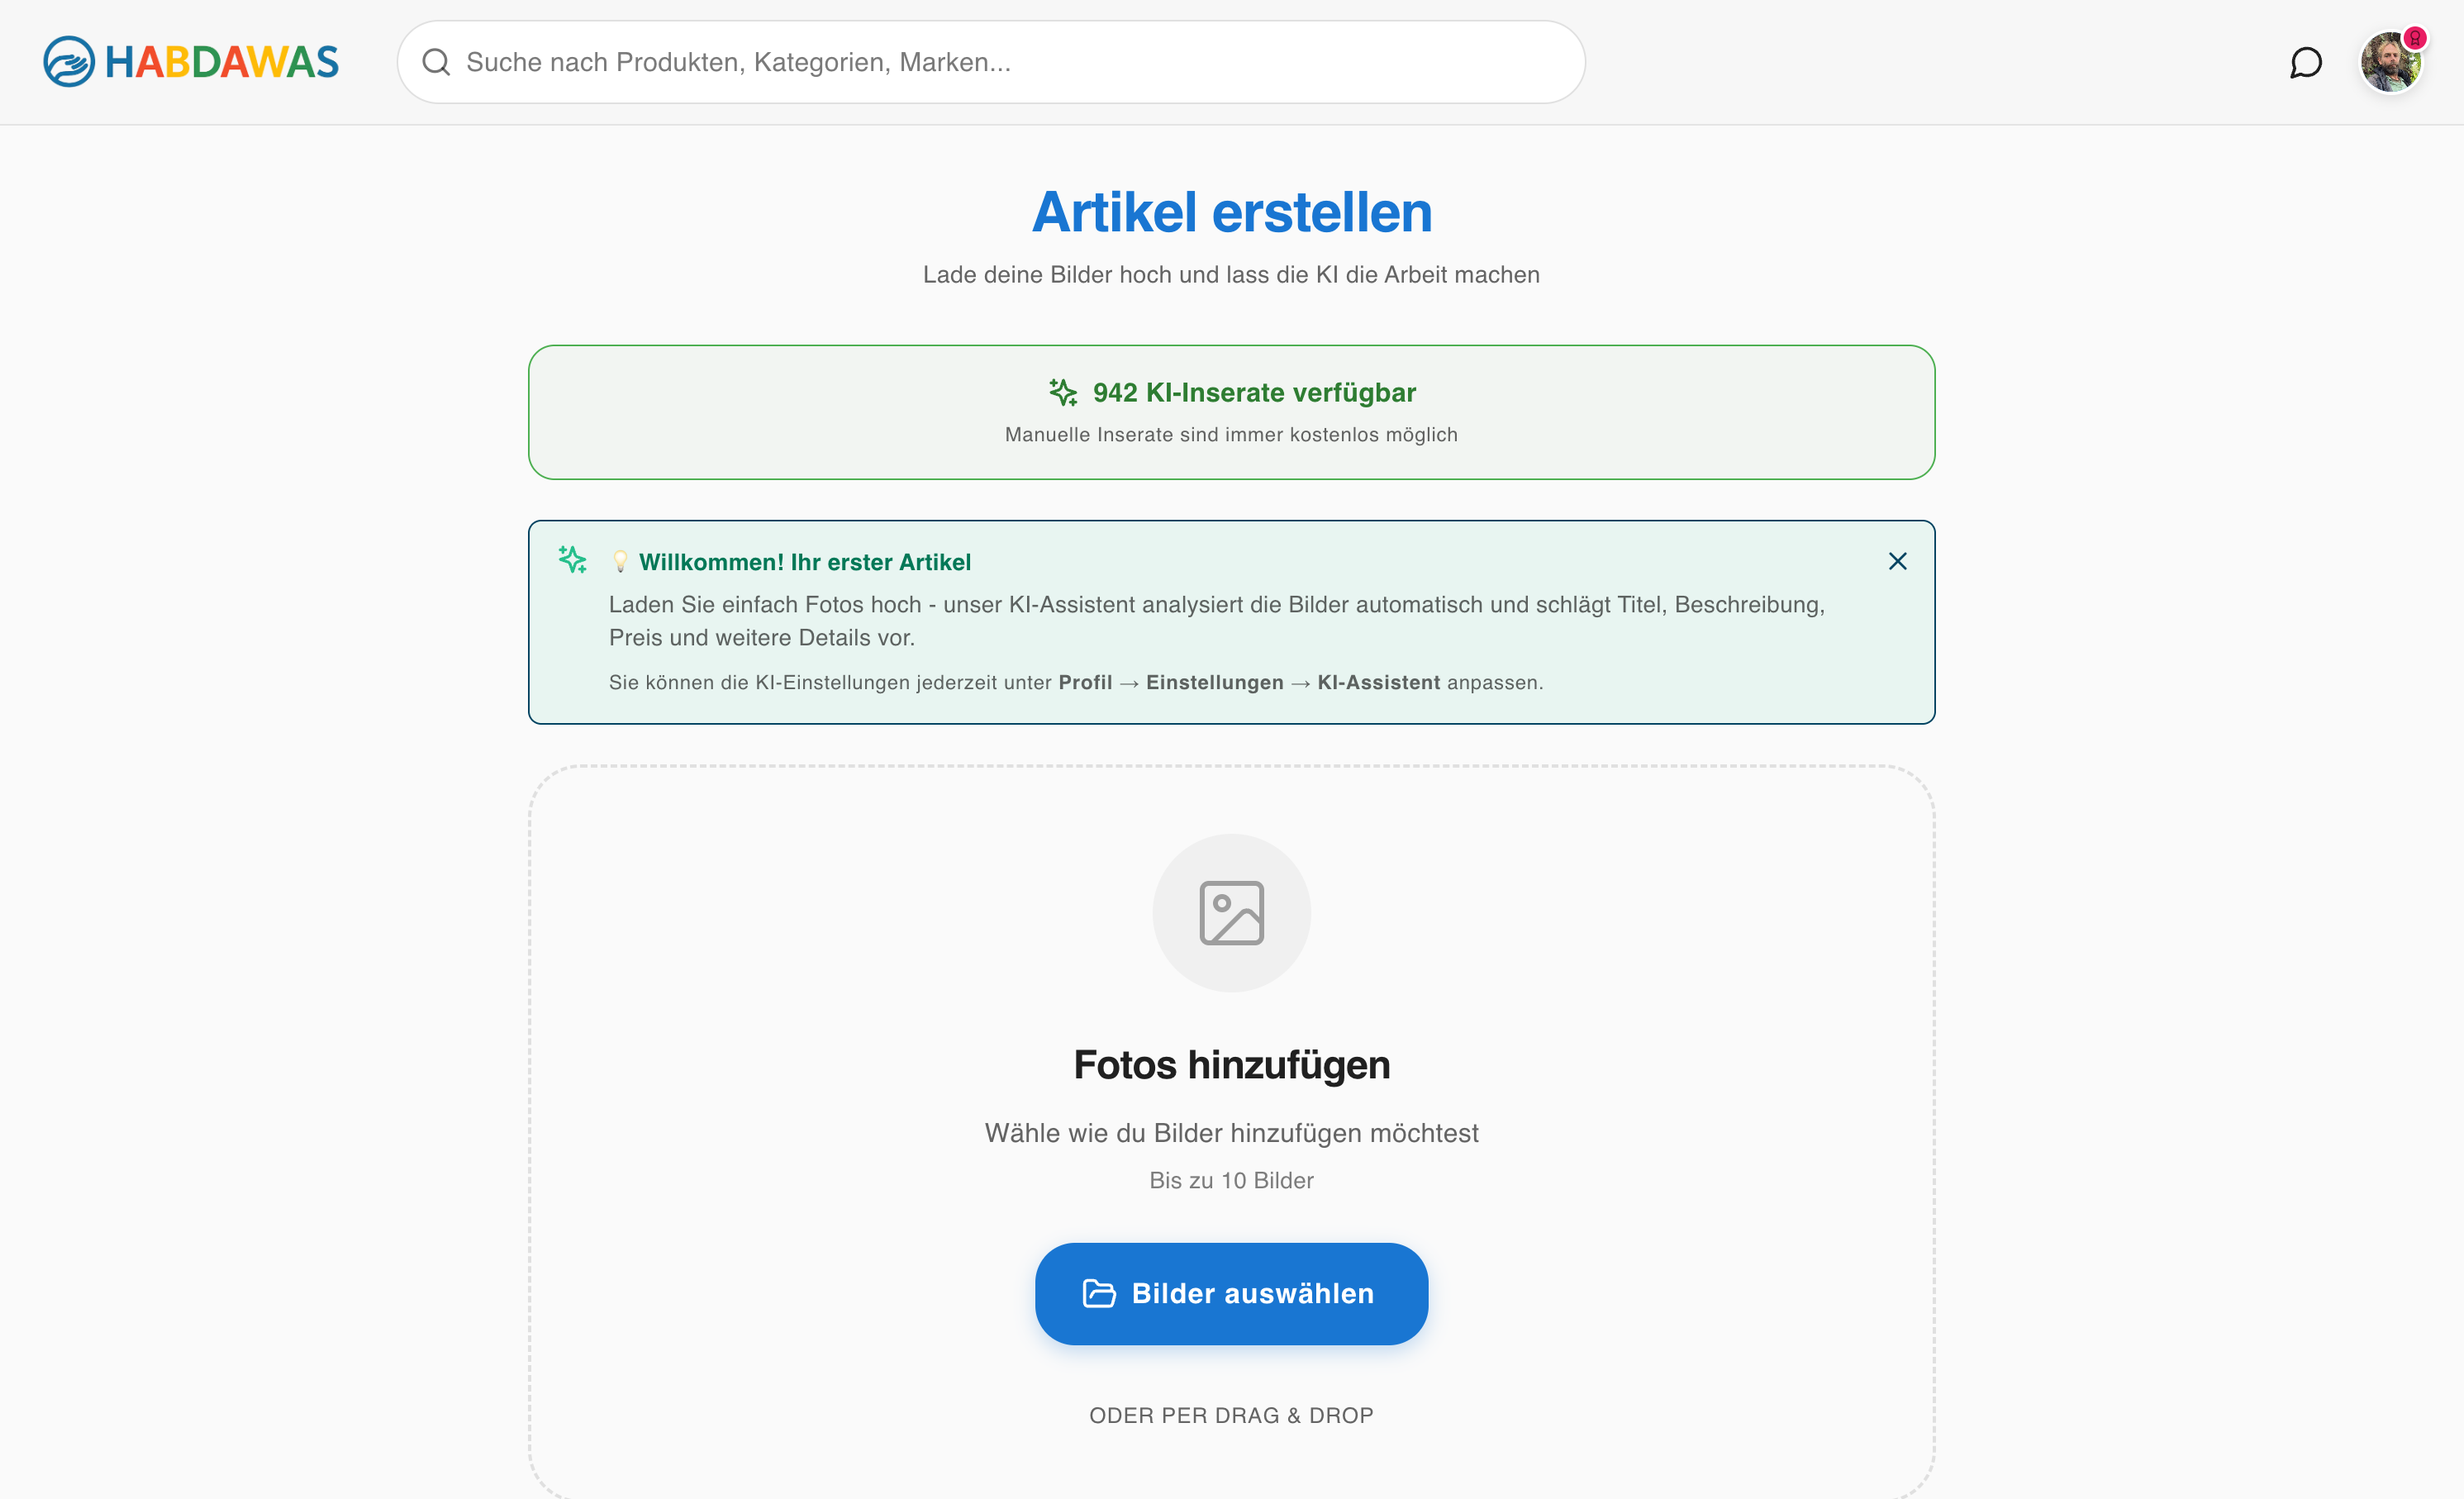 HABDAWAS
Suche nach Produkten, Kategorien, Marken...
Artikel erstellen
Lade deine Bilder hoch und lass die KI die Arbeit machen
942 KI-Inserate verfügbar
Manuelle Inserate sind immer kostenlos möglich
Willkommen! Ihr erster Artikel
Laden Sie einfach Fotos hoch - unser KI-Assistent analysiert die Bilder automatisch und schlägt Titel, Beschreibung,
Preis und weitere Details vor.
Sie können die KI-Einstellungen jederzeit unter Profil → Einstellungen → KI-Assistent anpassen.
Fotos hinzufügen
Wähle wie du Bilder hinzufügen möchtest
Bis zu 10 Bilder
Bilder auswählen
ODER PER DRAG & DROP